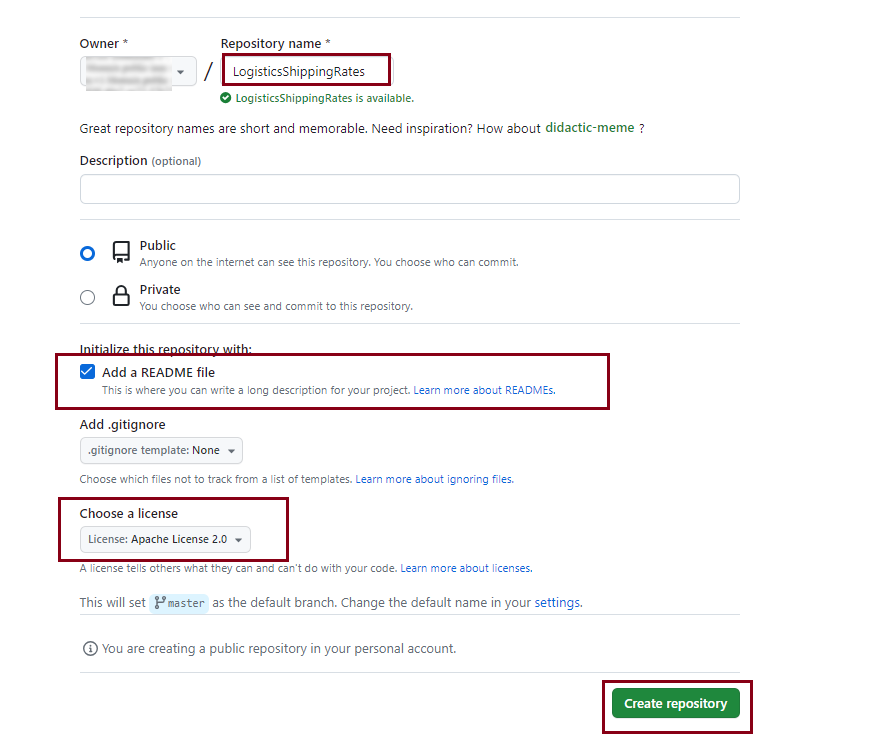 Owner *
Repository name *
/
LogisticsShippingRates
LogisticsShippingRates is available.
Great repository names are short and memorable. Need inspiration? How about didactic-meme ?
Description (optional)
Public
Anyone on the internet can see this repository. You choose who can commit.
Private
You choose who can see and commit to this repository.
Initialize this repository with:
Add a README file
This is where you can write a long description for your project. Learn more about READMEs.
Add .gitignore
.gitignore template: None
Choose which files not to track from a list of templates. Learn more about ignoring files.
Choose a license
License: Apache License 2.0
A license tells others what they can and can't do with your code. Learn more about licenses.
This will set master as the default branch. Change the default name in your settings.
You are creating a public repository in your personal account.
Create repository